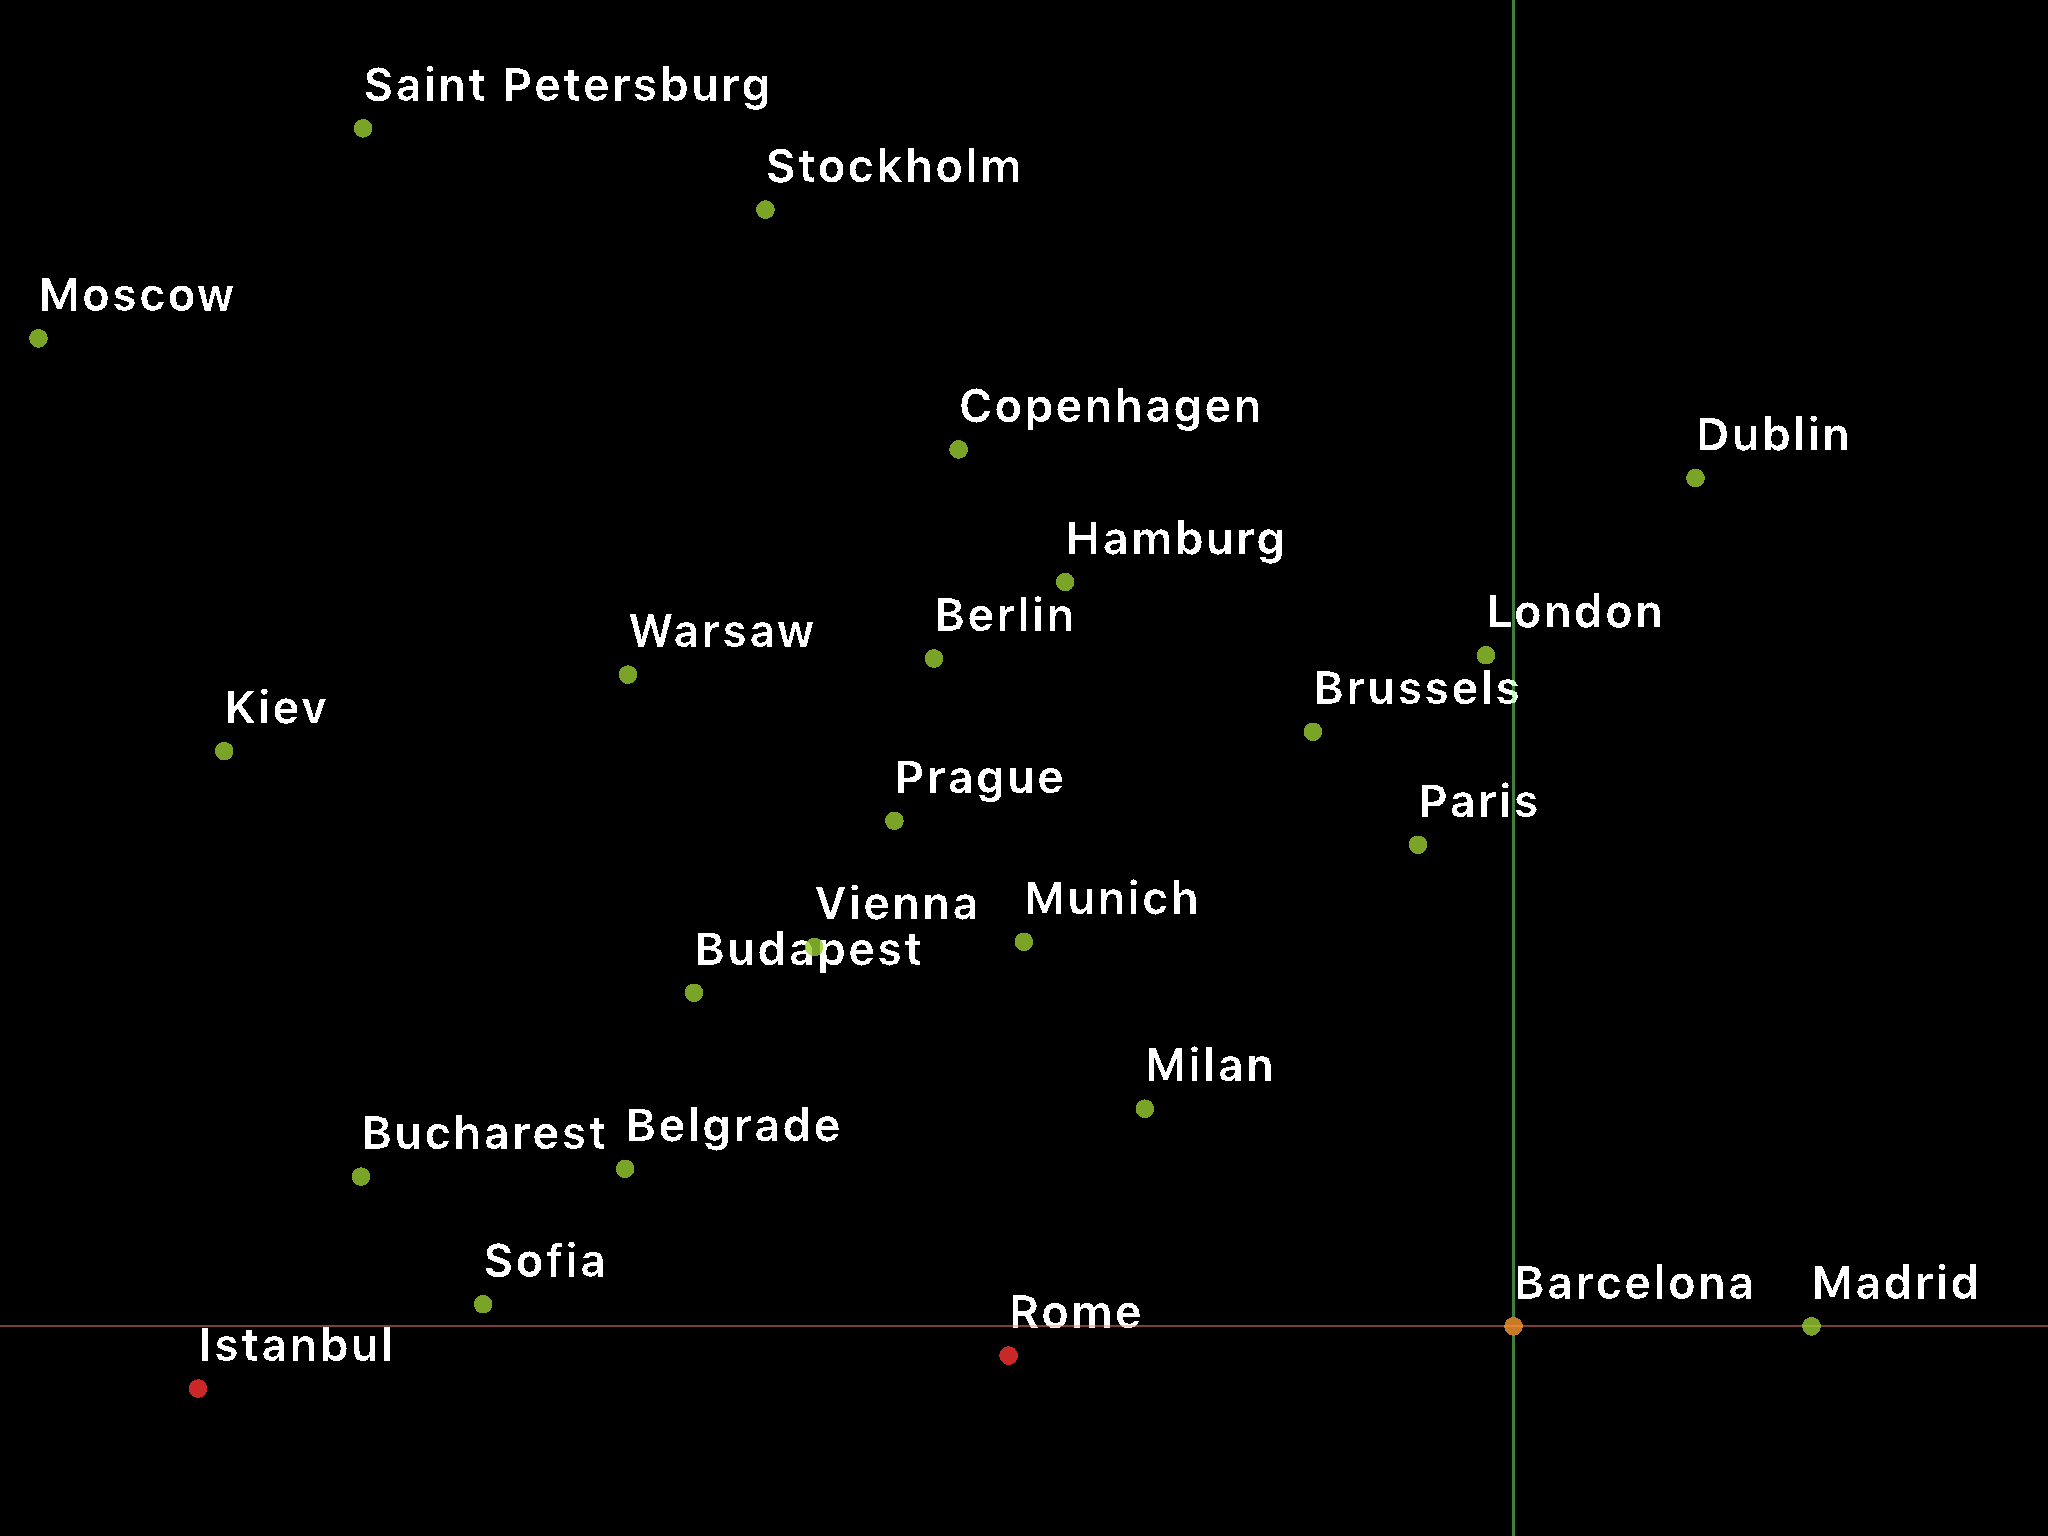 Saint Petersburg
Stockholm
Moscow
Copenhagen
Dublin
Hamburg
London
Berlin
Warsaw
Brussels
Kiev
Prague
Paris
Munich
Vienna
Budapest
Milan
Belgrade
Bucharest
Sofia
Barcelona
Madrid
Rome
Istanbul